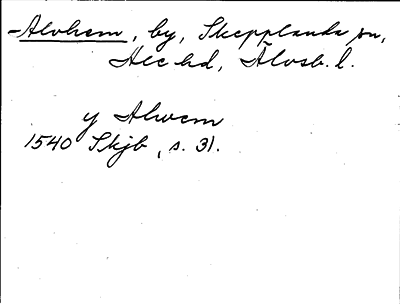 -Alvhem, by, Skepplanda sn,
Ale hd, Älvsb. l.
y Alwem
1540 Skjb, s. 31.